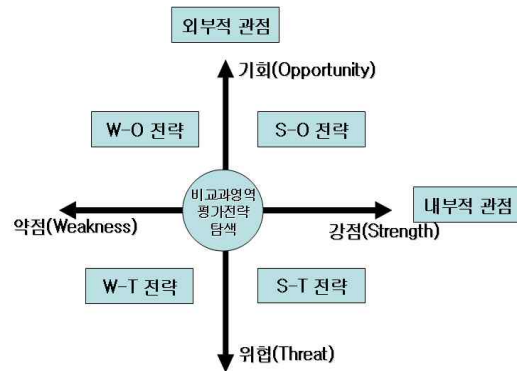 외부적 관점
기회(Opportunity)
W-O 전략
S-O 전략
비교과영역
평가전략
탐색
내부적 관점
약점(Weakness)
강점(Strength)
W-T 전략
S-T 전략
위협(Threat)